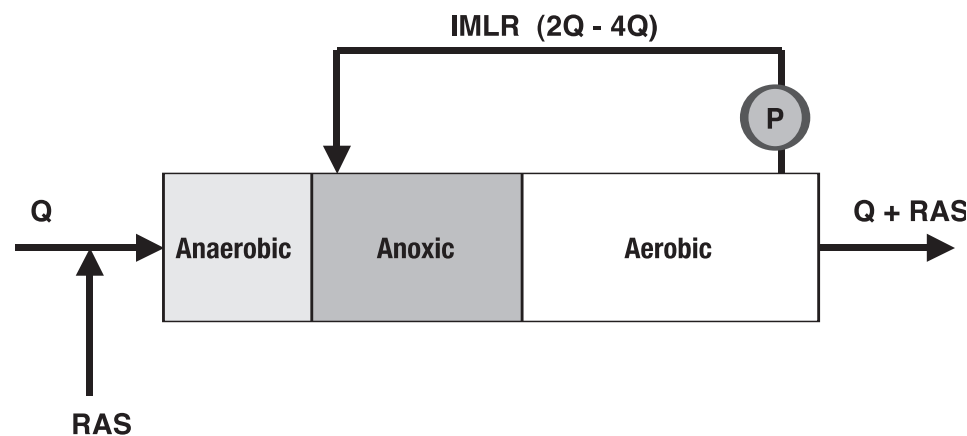 IMLR (2Q - 4Q)
P
Q
Q + RAS
Anaerobic
Anoxic
Aerobic
RAS